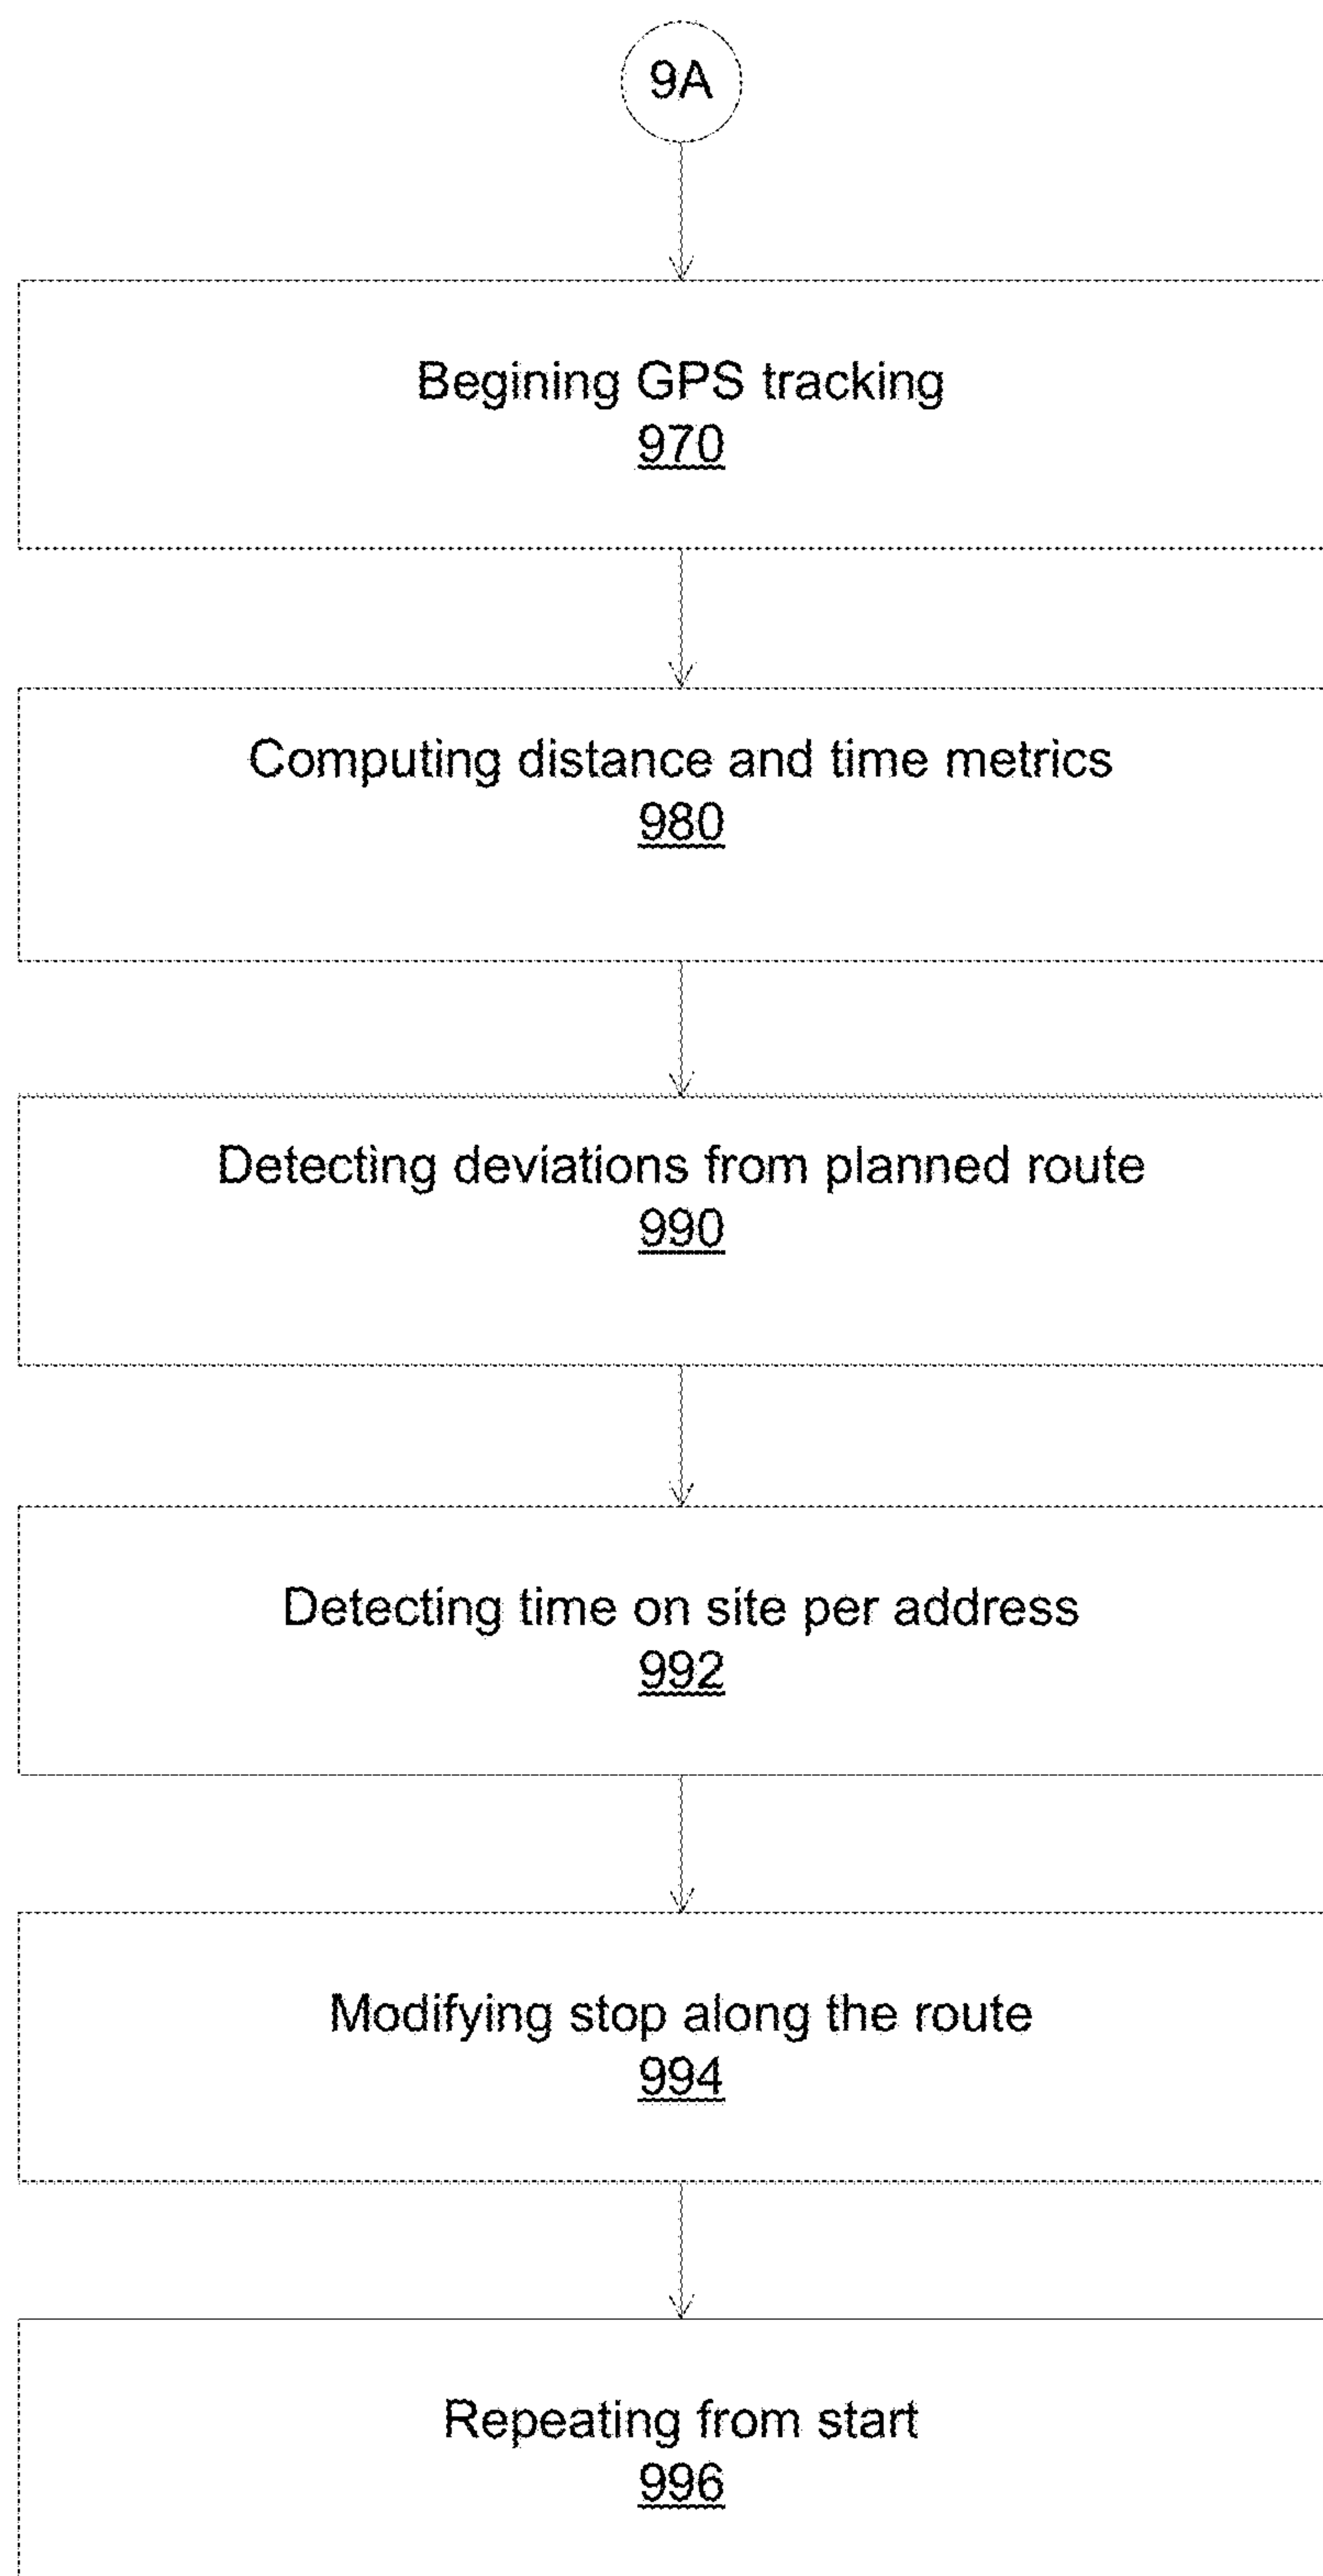 9A
Begining GPS tracking
970
Computing distance and time metrics
980
Detecting deviations from planned route
990
Detecting time on site per address
992
Modifying stop along the route
994
Repeating from start
996